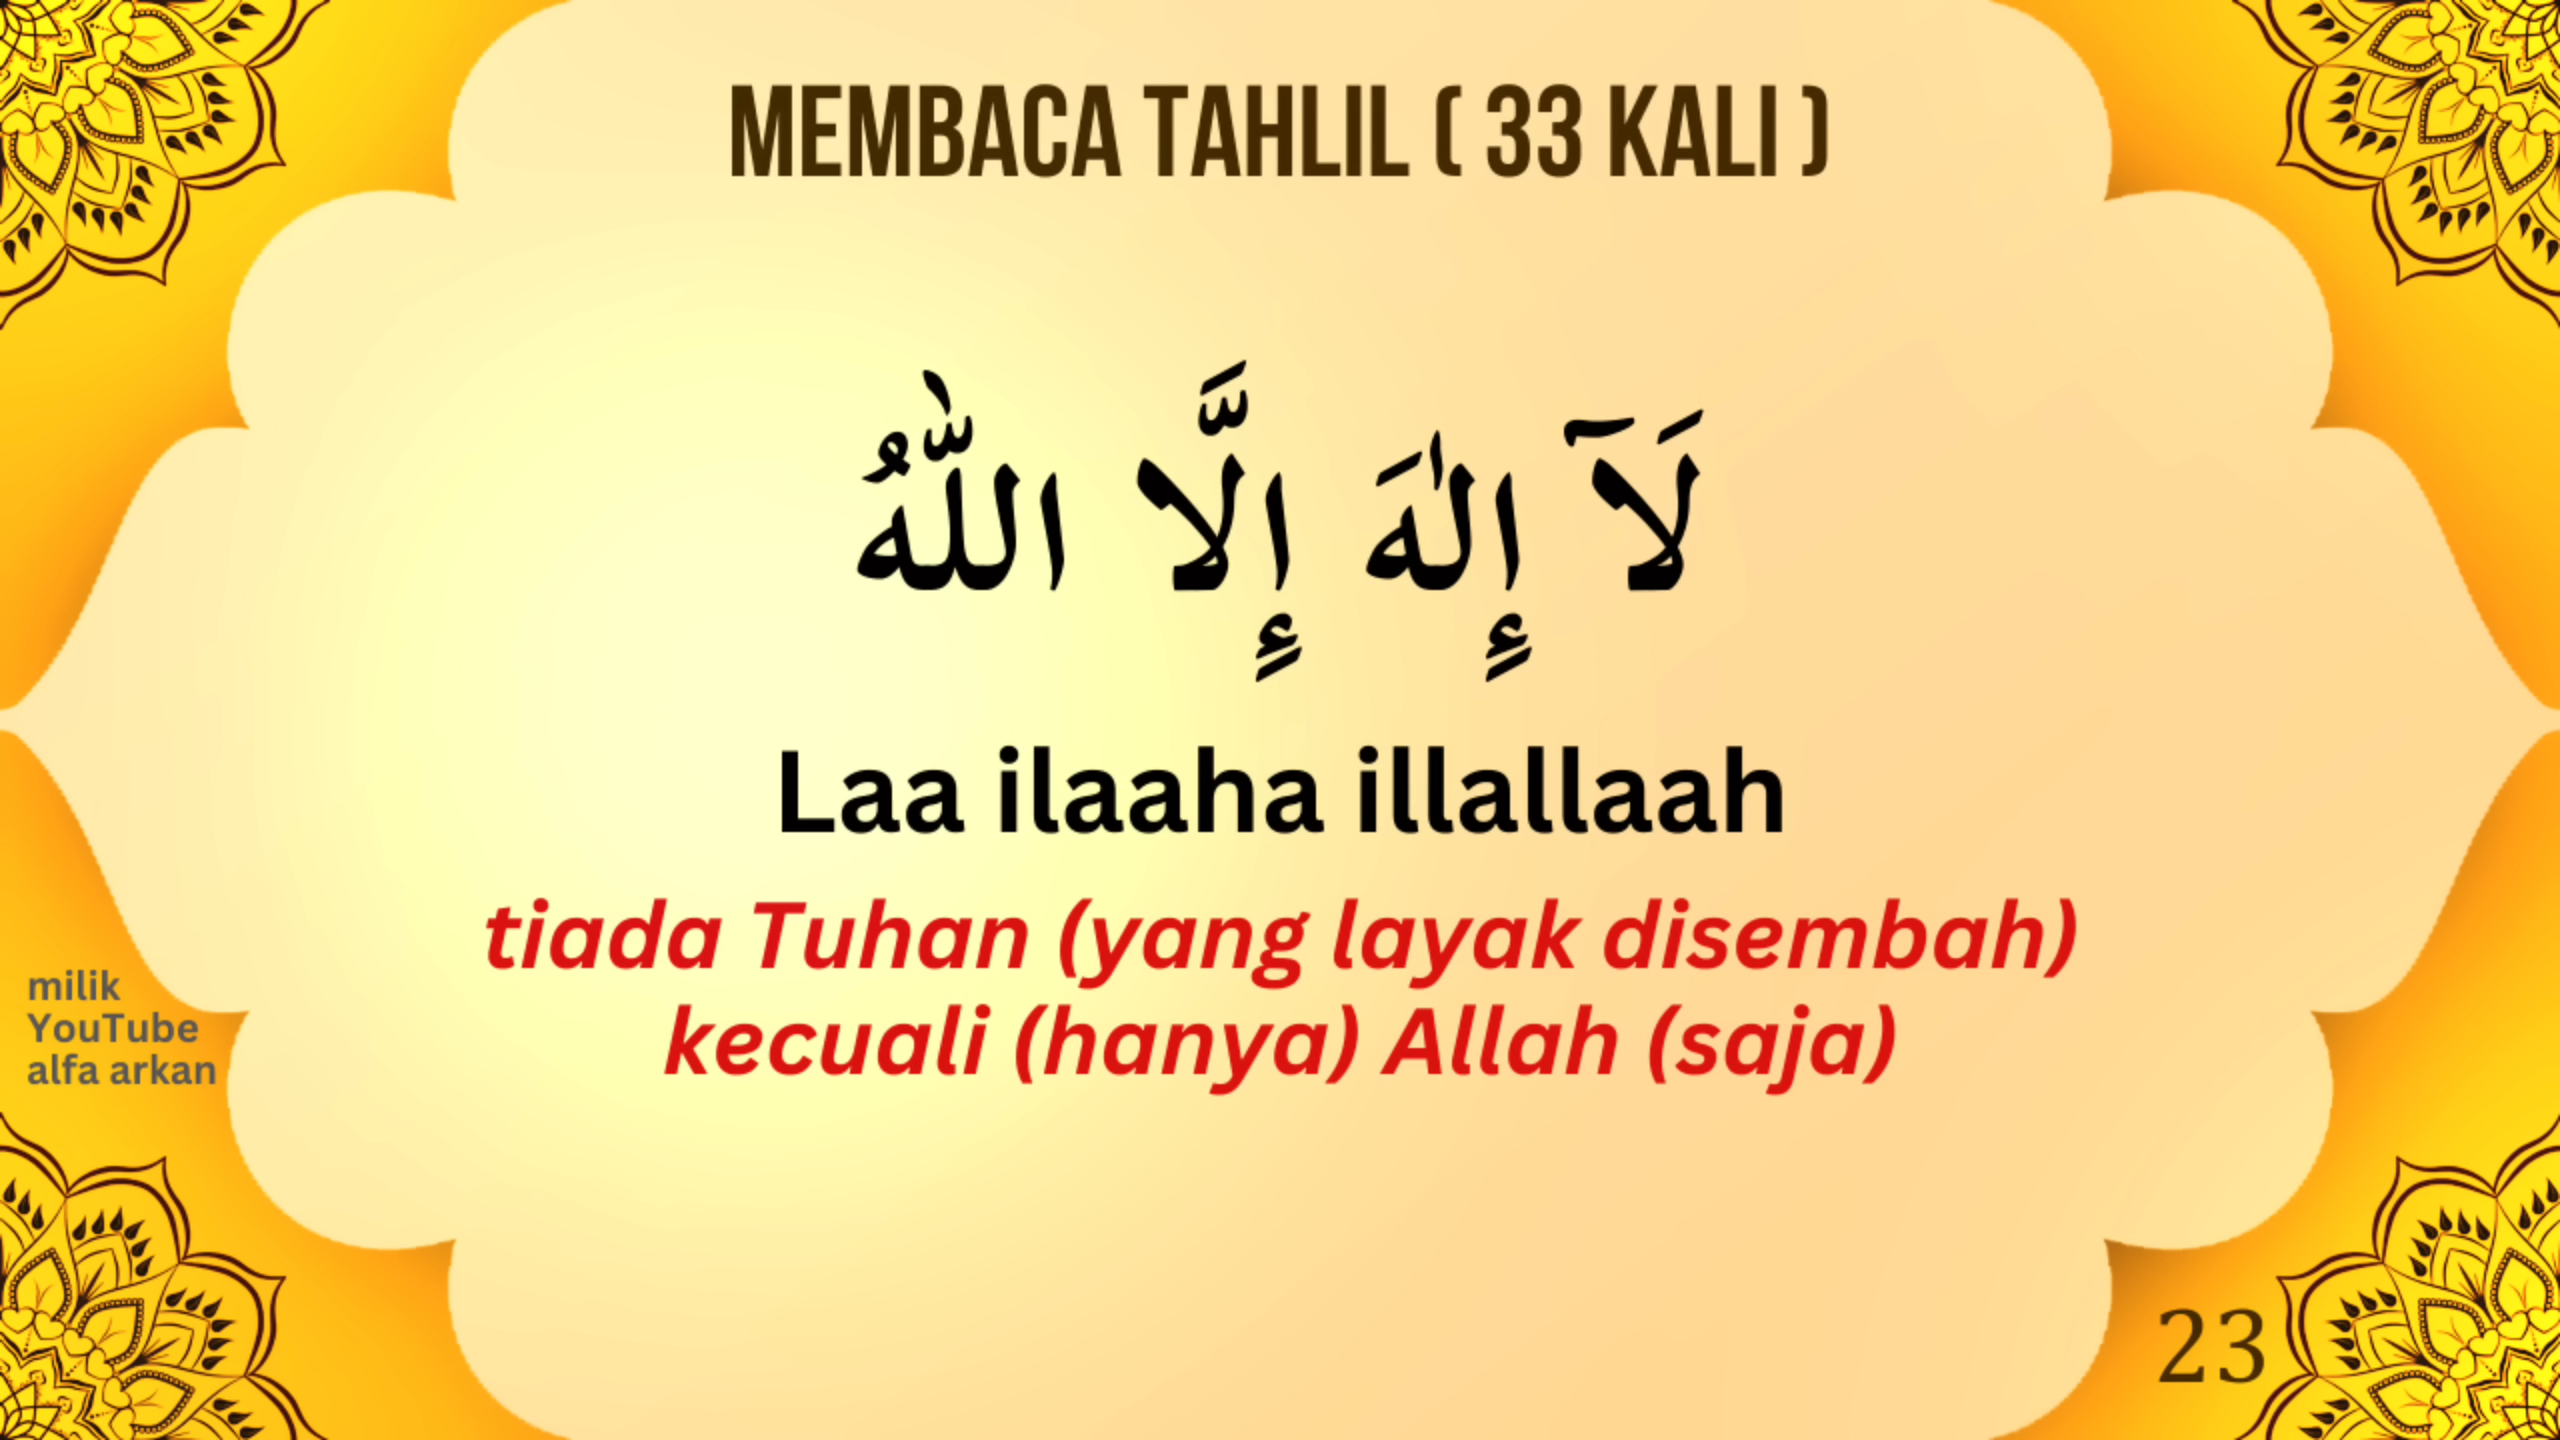 MEMBACA TAHLIL ( 33 KALI )
لَآ إِلٰهَ إِلَّا اللّٰهُ
Laa ilaaha illallaah
tiada Tuhan (yang layak disembah)
kecuali (hanya) Allah (saja)
milik
YouTube
alfa arkan
23